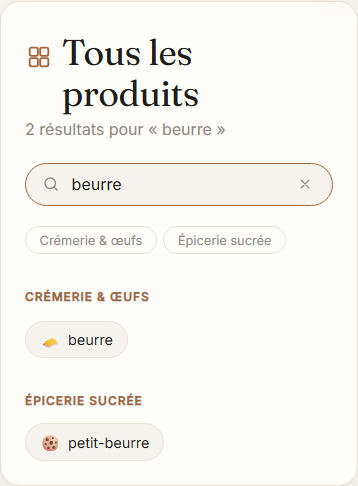 Tous les
produits
2 résultats pour « beurre »
beurre
Crémerie & œufs
Épicerie sucrée
CRÉMERIE & ŒUFS
beurre
ÉPICERIE SUCRÉE
petit-beurre